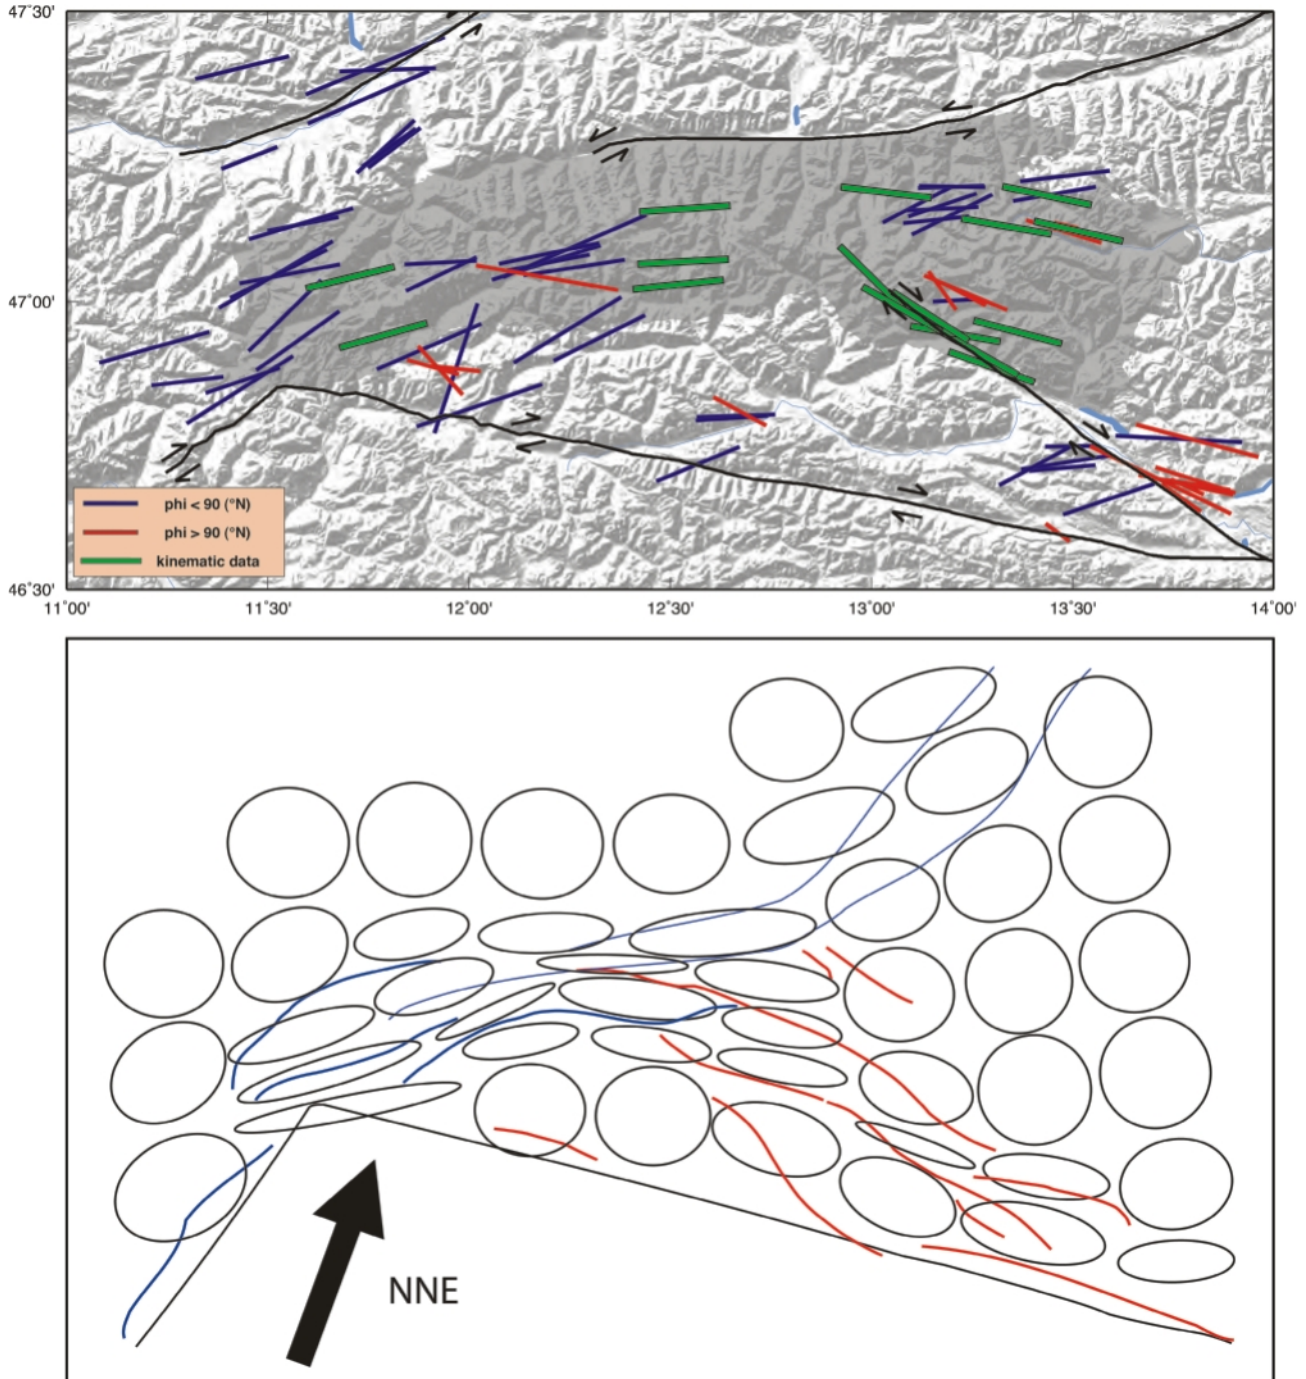 47°30'
47°00'
phi < 90 (°N)
phi > 90 (°N)
kinematic data
46°30'
11°00' 11°30' 12°00' 12°30' 13°00' 13°30' 14°00'
NNE